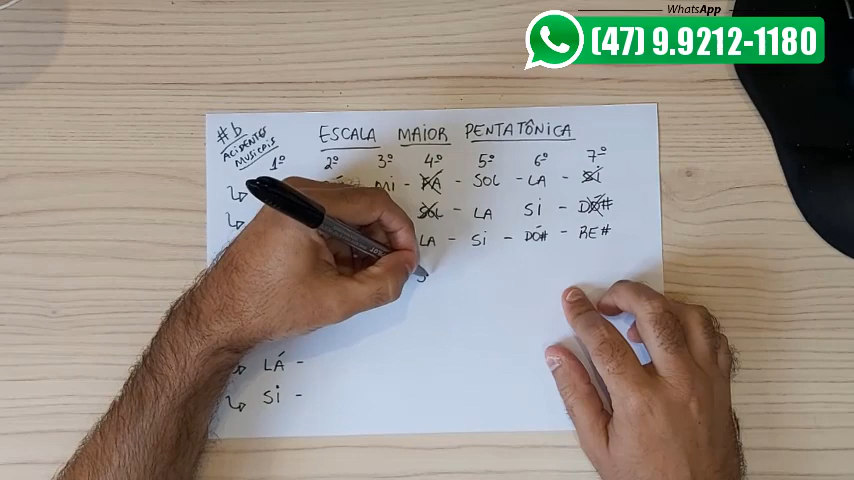 WhatsApp
(47) 9.9212-1180
#b
ACIDENTES
MUSICAIS
ESCALA MAIOR PENTATÔNICA
1º 2º 3º 4º 5º 6º 7º
MI - FÁ - SOL - LA - SI
SOL - LA SI DÓ#
LA - SI - DÓ# - RE#
LÁ -
SI -